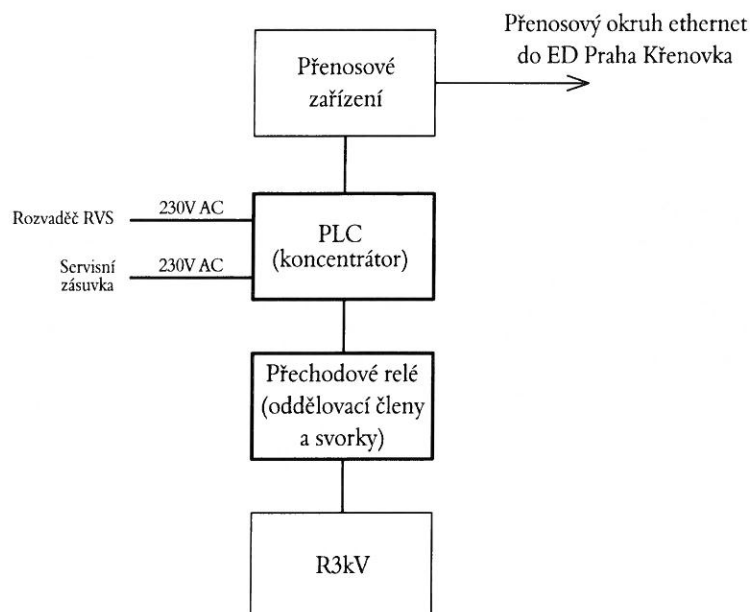 Přenosový okruh ethernet
do ED Praha Křenovka
Přenosové
zařízení
Rozvaděč RVS
230V AC
PLC
(koncentrátor)
Servisní
zásuvka
230V AC
Přechodové relé
(oddělovací členy
a svorky)
R3kV